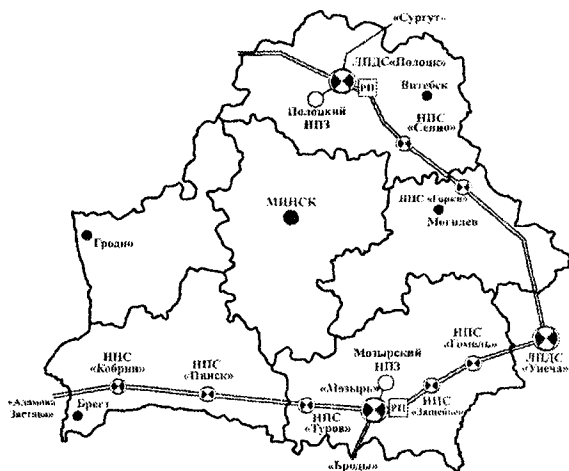 «Сургут»
ЛПДС«Полоцк»
РП
Витебск
Полоцкий
НПЗ
НПС
«Сенно»
МИНСК
НПС «Горки»
Могилев
Гродно
НПС
«Гомель»
ЛПДС
«Унеча»
Мозырский
НПЗ
НПС
«Кобрин»
НПС
«Пинск»
«Мозырь»
«Адамова
Застава»
Брест
НПС
«Туров»
РП
НПС
«Защебье»
«Броды»